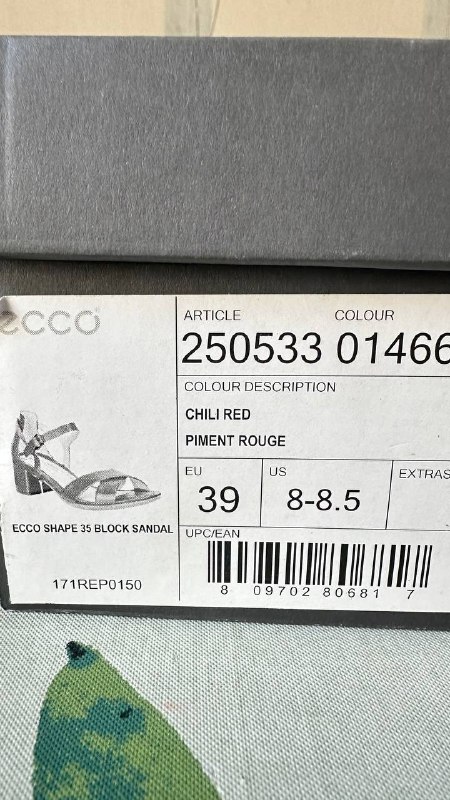 ecco
ARTICLE COLOUR
250533 01466
COLOUR DESCRIPTION
CHILI RED
PIMENT ROUGE
EU US EXTRAS
39 8-8.5
ECCO SHAPE 35 BLOCK SANDAL
UPC/EAN
171REP0150
8 09702 80681 7